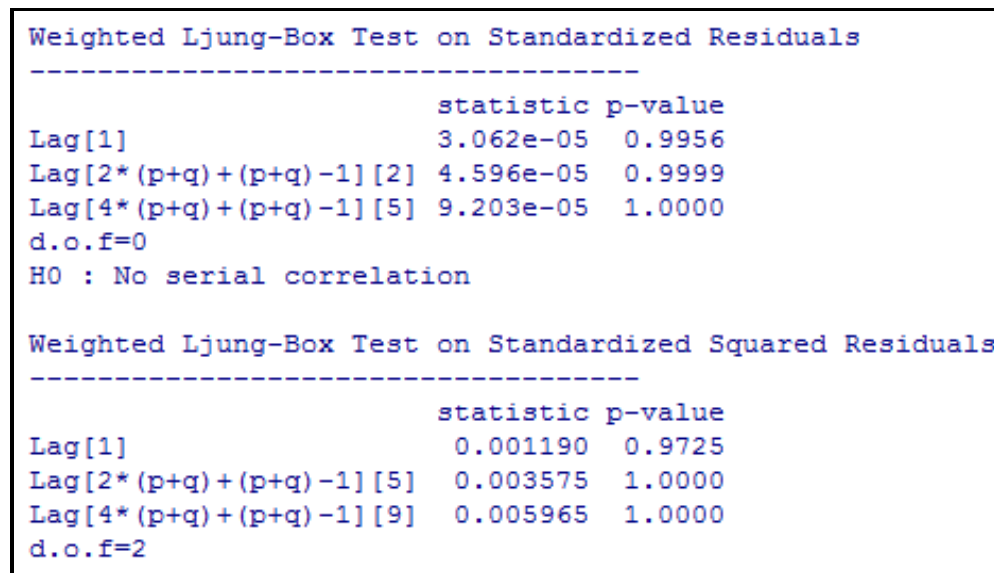 Weighted Ljung-Box Test on Standardized Residuals
------------------------------------
statistic p-value
Lag[1] 3.062e-05 0.9956
Lag[2*(p+q)+(p+q)-1][2] 4.596e-05 0.9999
Lag[4*(p+q)+(p+q)-1][5] 9.203e-05 1.0000
d.o.f=0
H0 : No serial correlation
Weighted Ljung-Box Test on Standardized Squared Residuals
------------------------------------
statistic p-value
Lag[1] 0.001190 0.9725
Lag[2*(p+q)+(p+q)-1][5] 0.003575 1.0000
Lag[4*(p+q)+(p+q)-1][9] 0.005965 1.0000
d.o.f=2